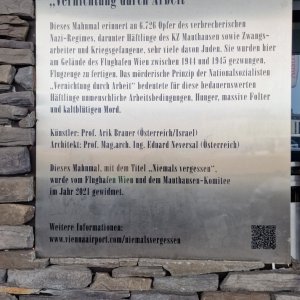 „Vernichtung durch Arbeit“
Dieses Mahnmal erinnert an 6.726 Opfer des verbrecherischen
Nazi-Regimes, darunter Häftlinge des KZ Mauthausen sowie Zwangs-
arbeiter und Kriegsgefangene, sehr viele davon Juden. Sie wurden hier
am Gelände des Flughafen Wien zwischen 1944 und 1945 gezwungen,
Flugzeuge zu fertigen. Das mörderische Prinzip der Nationalsozialisten
„Vernichtung durch Arbeit“ bedeutete für diese bedauernswerten
Häftlinge unmenschliche Arbeitsbedingungen, Hunger, massive Folter
und kaltblütigen Mord.
Künstler: Prof. Arik Brauer (Österreich/Israel)
Architekt: Prof. Mag.arch. Ing. Eduard Neversal (Österreich)
Dieses Mahnmal, mit dem Titel „Niemals vergessen“,
wurde vom Flughafen Wien und dem Mauthausen-Komitee
im Jahr 2021 gewidmet.
Weitere Informationen:
www.viennaairport.com/niemalsvergessen